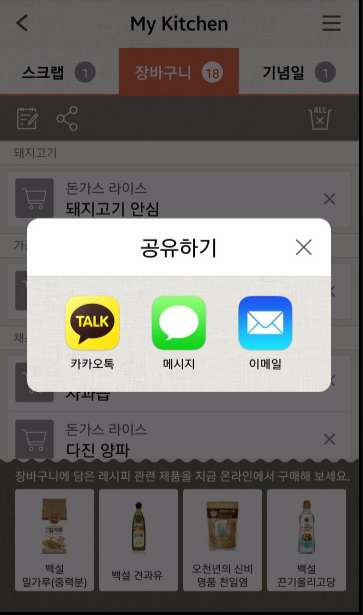 My Kitchen
스크랩 1
장바구니 18
기념일 1
ALL
돼지고기
돈가스 라이스
돼지고기 안심
공유하기
TALK
카카오톡
메시지
이메일
사과즙
돈가스 라이스
다진 양파
장바구니에 담은 레시피 관련 제품을 지금 온라인에서 구매해 보세요.
백설
밀가루(중력분)
백설 견과유
오천년의 신비
명품 천일염
백설
끈기올리고당